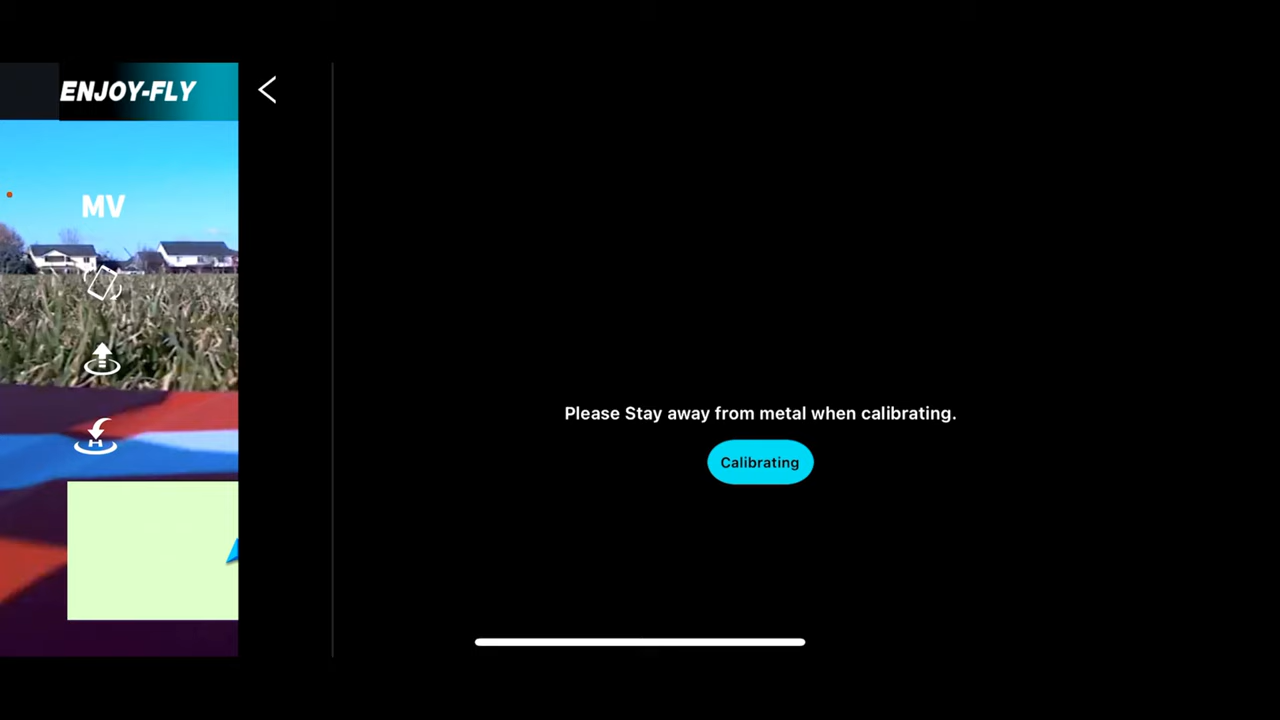 ENJOY-FLY
MV
H
Please Stay away from metal when calibrating.
Calibrating